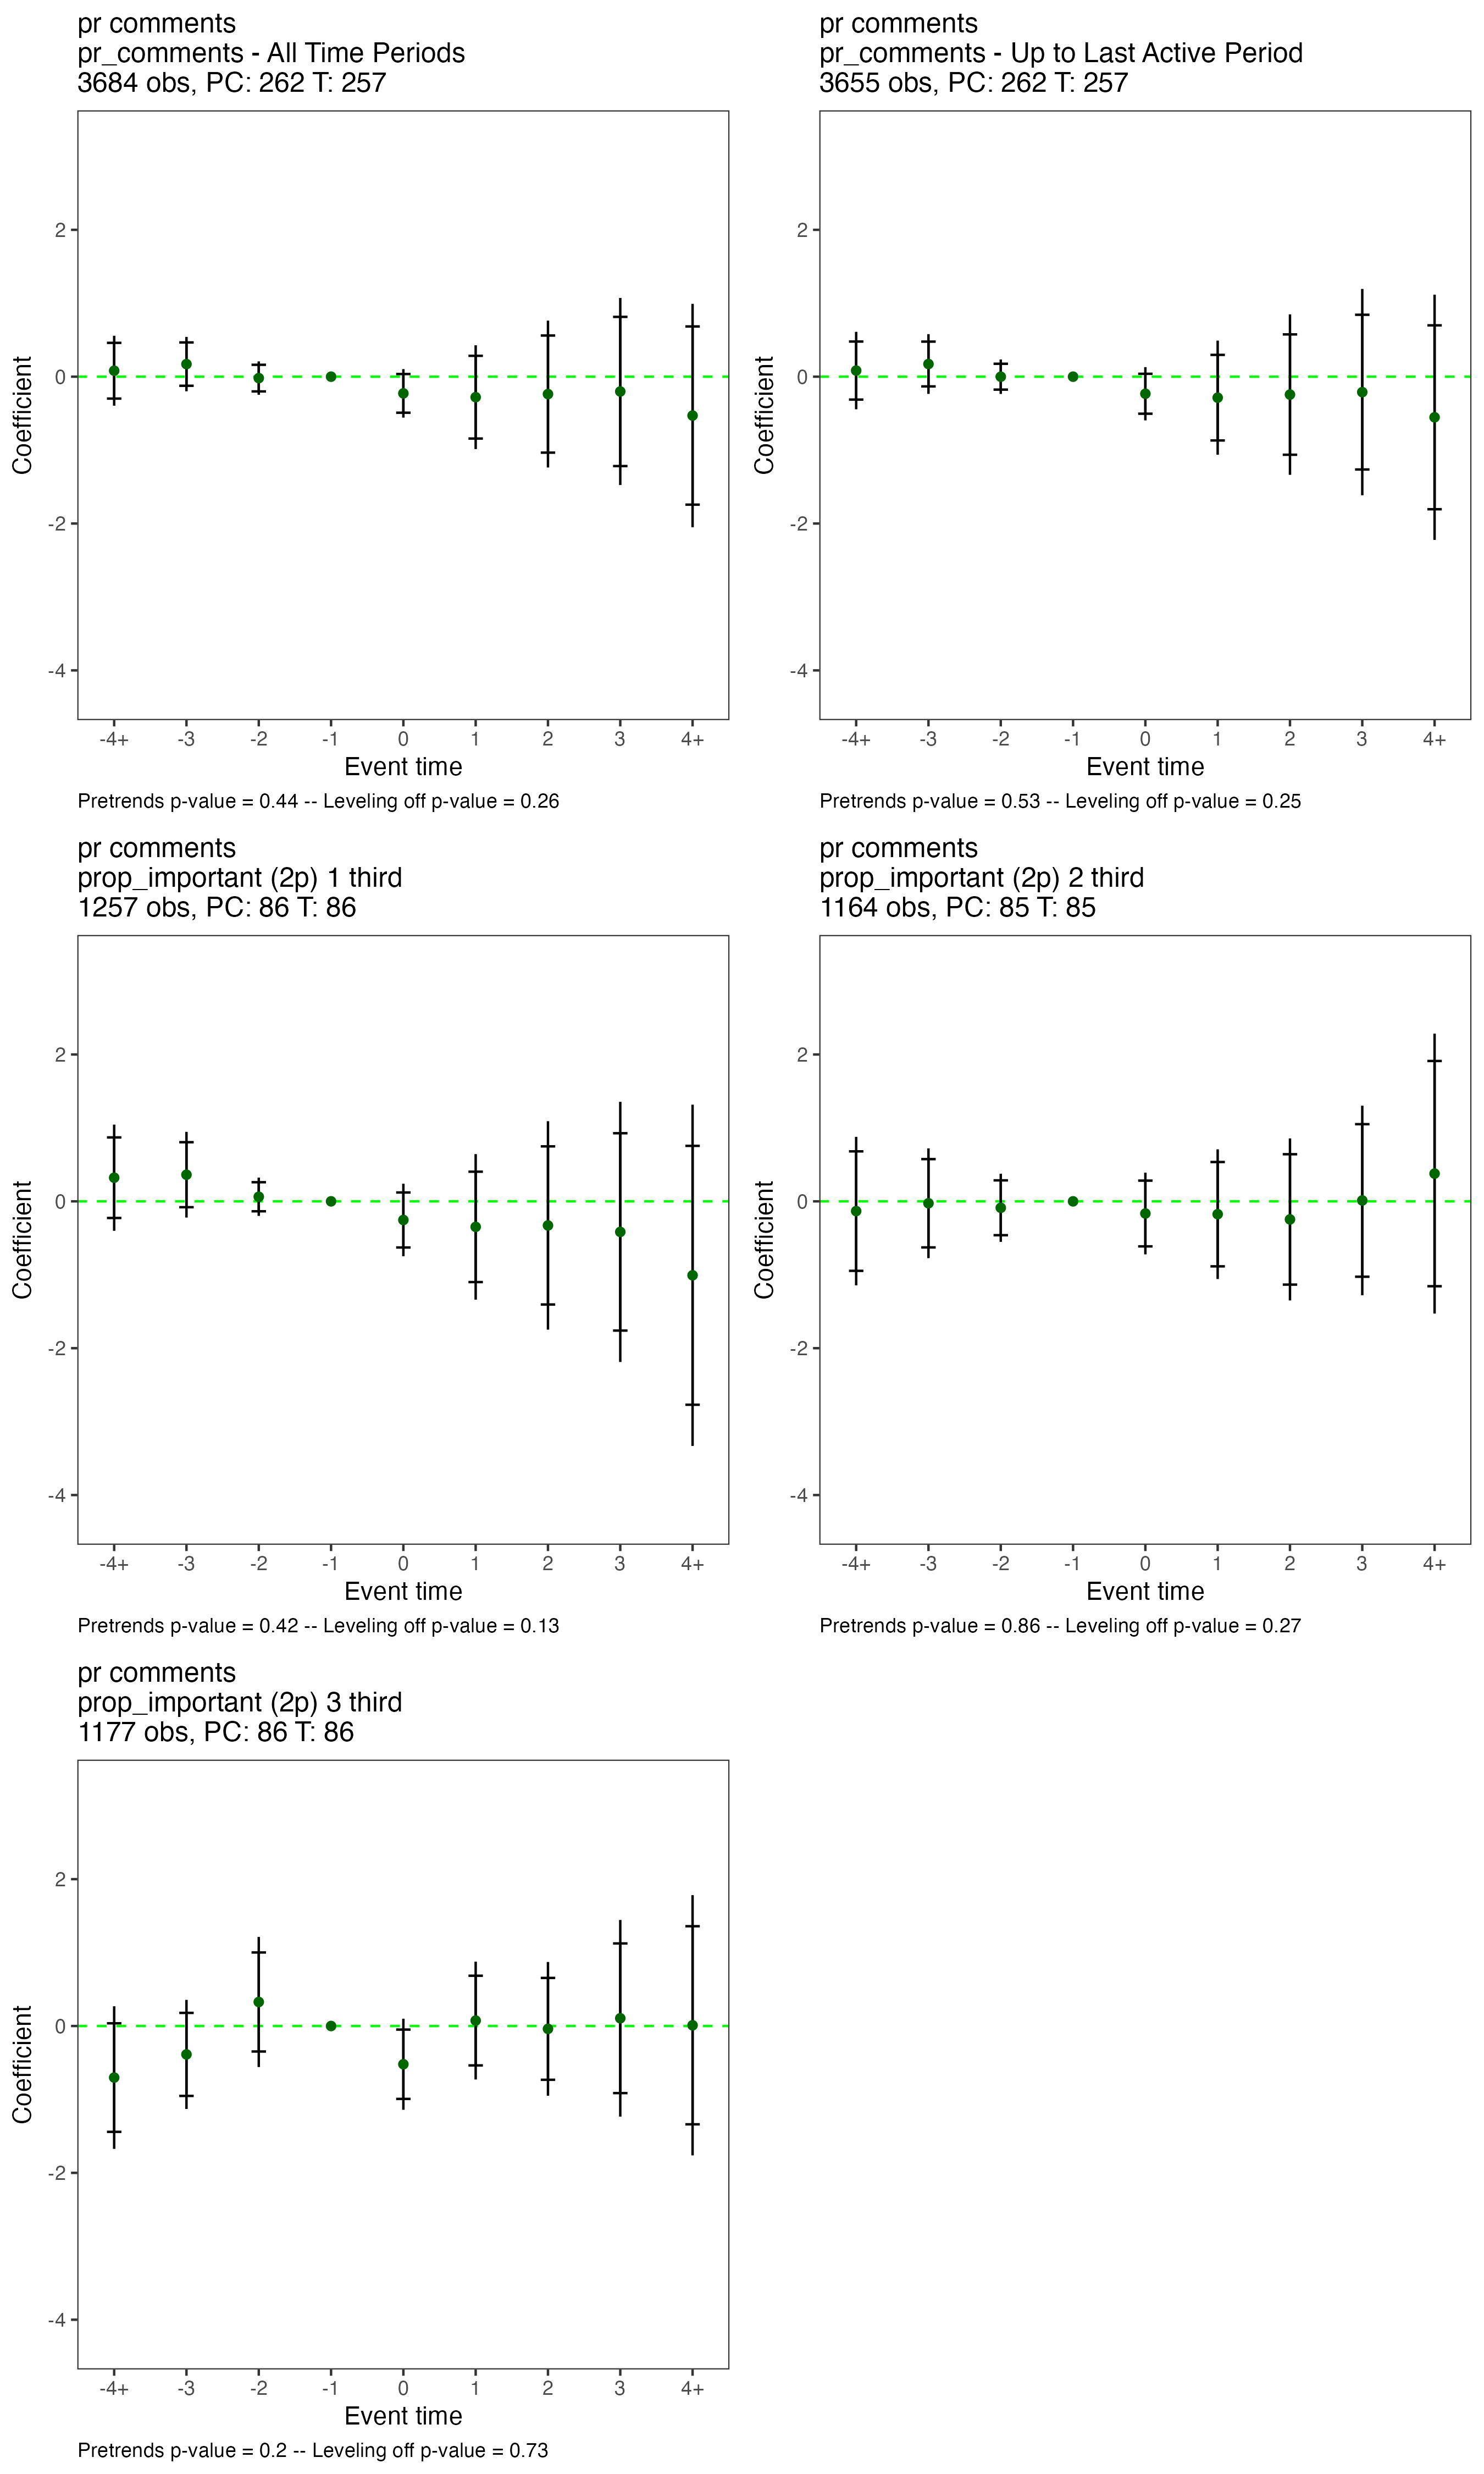 pr comments
pr_comments - All Time Periods
3684 obs, PC: 262 T: 257
Coefficient
2
0
-2
-4
-4+ -3 -2 -1 0 1 2 3 4+
Event time
Pretrends p-value = 0.44 -- Leveling off p-value = 0.26
pr comments
pr_comments - Up to Last Active Period
3655 obs, PC: 262 T: 257
Coefficient
2
0
-2
-4
-4+ -3 -2 -1 0 1 2 3 4+
Event time
Pretrends p-value = 0.53 -- Leveling off p-value = 0.25
pr comments
prop_important (2p) 1 third
1257 obs, PC: 86 T: 86
Coefficient
2
0
-2
-4
-4+ -3 -2 -1 0 1 2 3 4+
Event time
Pretrends p-value = 0.42 -- Leveling off p-value = 0.13
pr comments
prop_important (2p) 2 third
1164 obs, PC: 85 T: 85
Coefficient
2
0
-2
-4
-4+ -3 -2 -1 0 1 2 3 4+
Event time
Pretrends p-value = 0.86 -- Leveling off p-value = 0.27
pr comments
prop_important (2p) 3 third
1177 obs, PC: 86 T: 86
Coefficient
2
0
-2
-4
-4+ -3 -2 -1 0 1 2 3 4+
Event time
Pretrends p-value = 0.2 -- Leveling off p-value = 0.73